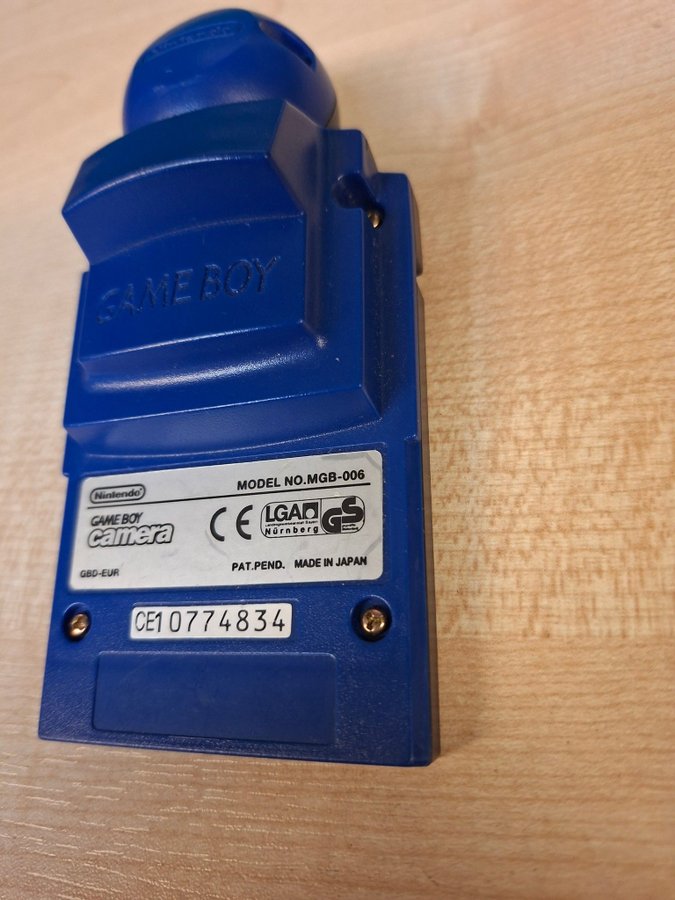 Nintendo
GAME BOY
Nintendo
MODEL NO.MGB-006
GAME BOY
camera
CE
LGA
Nürnberg
GS
GBD-EUR
PAT.PEND. MADE IN JAPAN
CE10774834